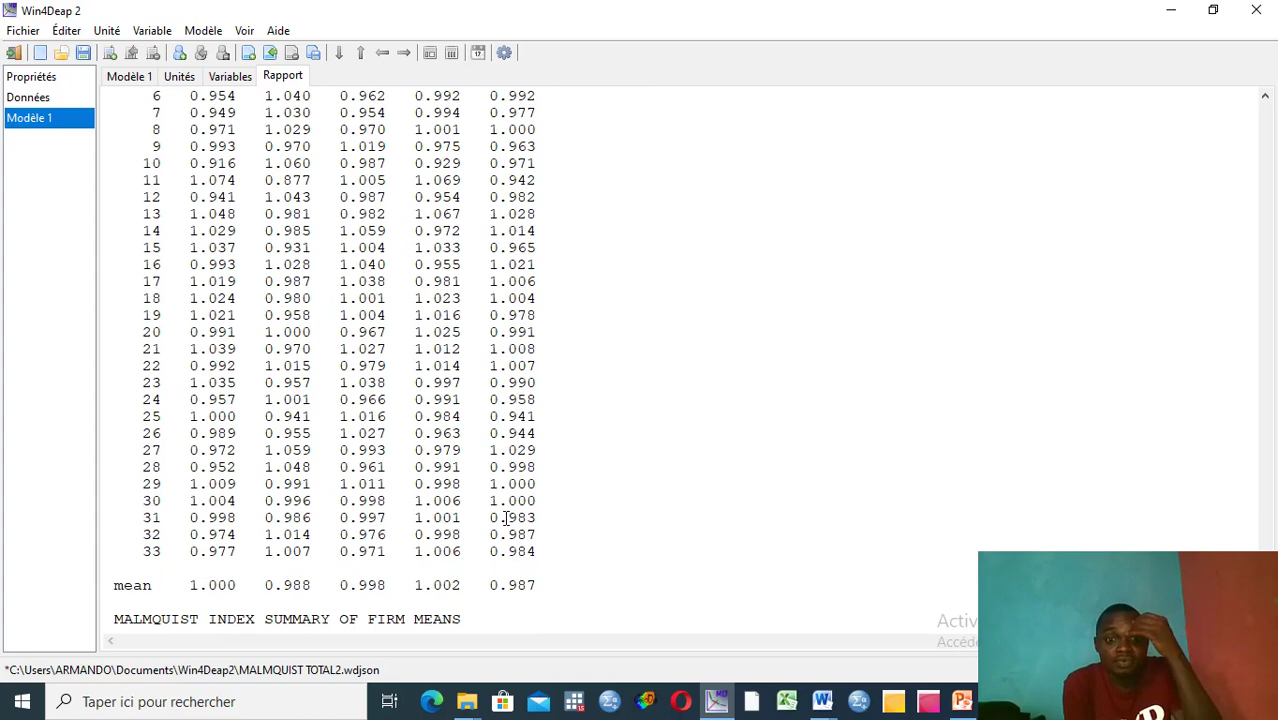 Win4Deap 2
Fichier Éditer Unité Variable Modèle Voir Aide
Propriétés
Données
Modèle 1
Modèle 1 Unités Variables Rapport
6 0.954 1.040 0.962 0.992 0.992
7 0.949 1.030 0.954 0.994 0.977
8 0.971 1.029 0.970 1.001 1.000
9 0.993 0.970 1.019 0.975 0.963
10 0.916 1.060 0.987 0.929 0.971
11 1.074 0.877 1.005 1.069 0.942
12 0.941 1.043 0.987 0.954 0.982
13 1.048 0.981 0.982 1.067 1.028
14 1.029 0.985 1.059 0.972 1.014
15 1.037 0.931 1.004 1.033 0.965
16 0.993 1.028 1.040 0.955 1.021
17 1.019 0.987 1.038 0.981 1.006
18 1.024 0.980 1.001 1.023 1.004
19 1.021 0.958 1.004 1.016 0.978
20 0.991 1.000 0.967 1.025 0.991
21 1.039 0.970 1.027 1.012 1.008
22 0.992 1.015 0.979 1.014 1.007
23 1.035 0.957 1.038 0.997 0.990
24 0.957 1.001 0.966 0.991 0.958
25 1.000 0.941 1.016 0.984 0.941
26 0.989 0.955 1.027 0.963 0.944
27 0.972 1.059 0.993 0.979 1.029
28 0.952 1.048 0.961 0.991 0.998
29 1.009 0.991 1.011 0.998 1.000
30 1.004 0.996 0.998 1.006 1.000
31 0.998 0.986 0.997 1.001 0.983
32 0.974 1.014 0.976 0.998 0.987
33 0.977 1.007 0.971 1.006 0.984
mean 1.000 0.988 0.998 1.002 0.987
MALMQUIST INDEX SUMMARY OF FIRM MEANS
Activ
Accéde
*C:\Users\ARMANDO\Documents\Win4Deap2\MALMQUIST TOTAL2.wdjson
Taper ici pour rechercher